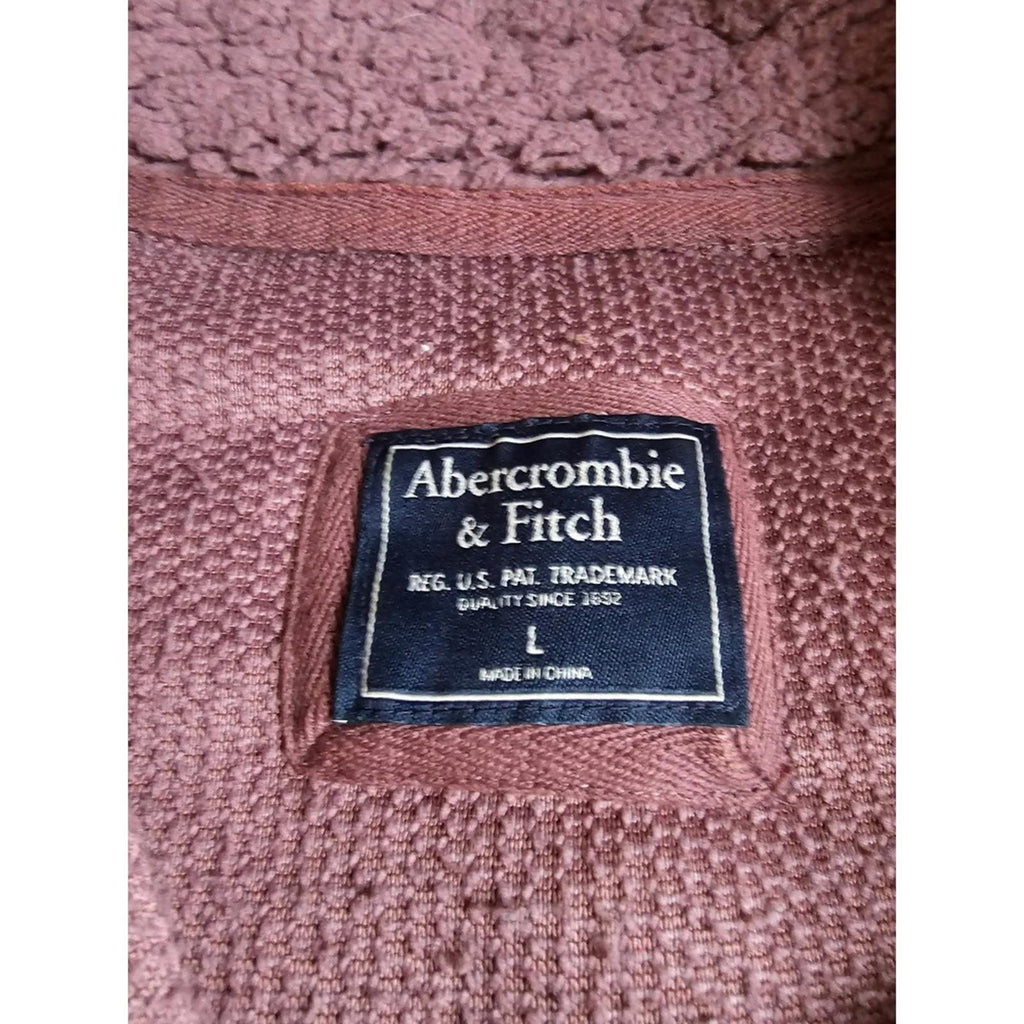 Abercrombie
& Fitch
REG. U.S. PAT. TRADEMARK
QUALITY SINCE 1892
L
MADE IN CHINA